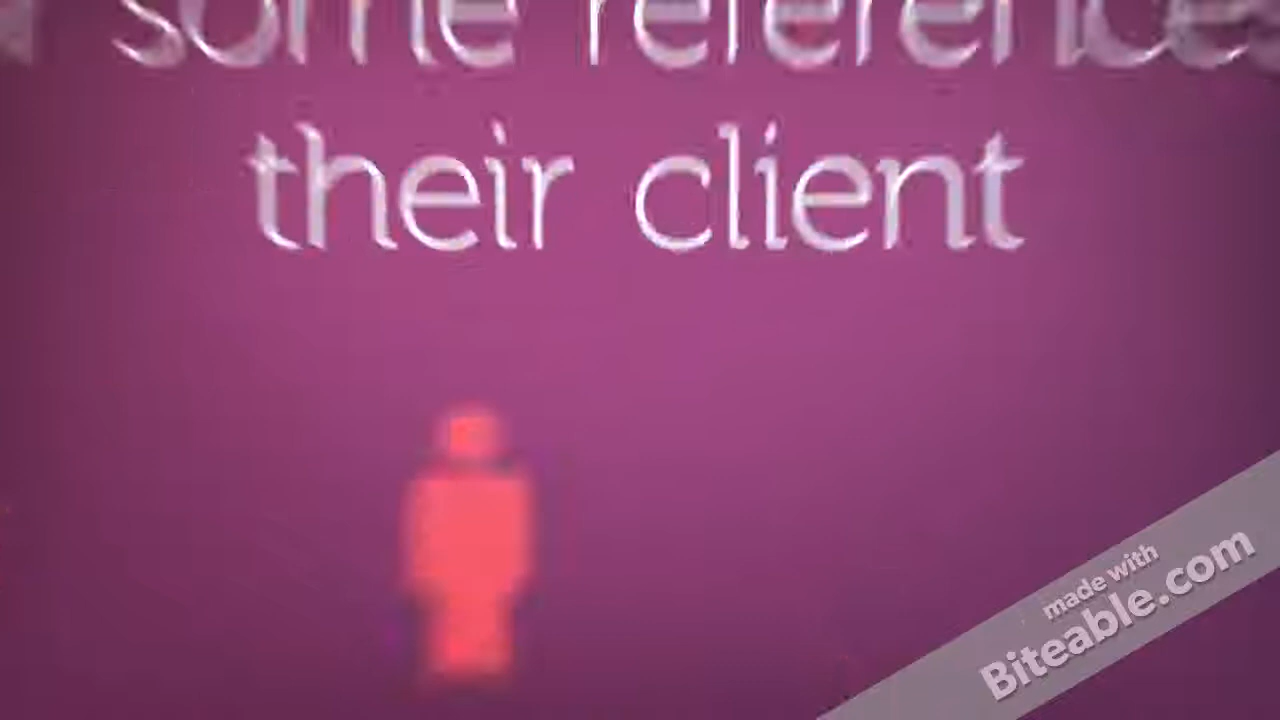 some references
their client
made with
Biteable.com